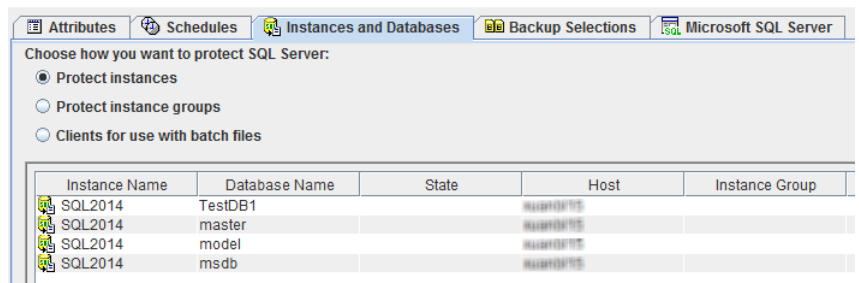 Attributes Schedules Instances and Databases Backup Selections SQL Microsoft SQL Server
Choose how you want to protect SQL Server:
Protect instances
Protect instance groups
Clients for use with batch files
Instance Name Database Name State Host Instance Group
SQL2014 TestDB1
SQL2014 master
SQL2014 model
SQL2014 msdb